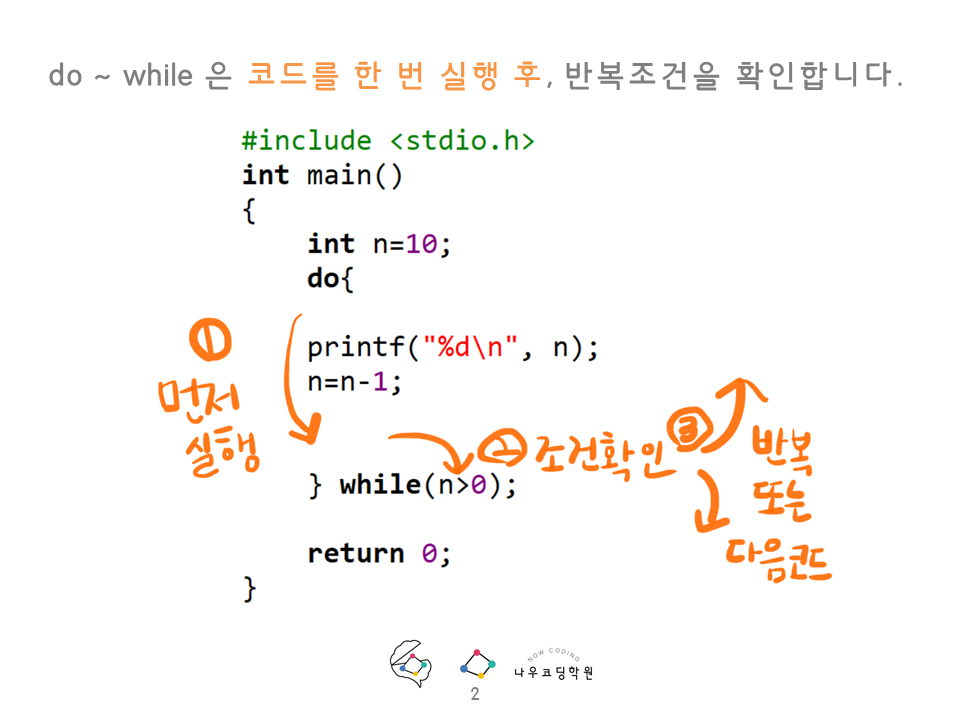 do ~ while 은 코드를 한 번 실행 후, 반복조건을 확인합니다.
#include <stdio.h>
int main()
{
int n=10;
do{
① 먼저
실행
printf("%d\n", n);
n=n-1;
② 조건확인
③ 반복
또는
다음코드
} while(n>0);
return 0;
}
NOW CODING
나우코딩학원
2